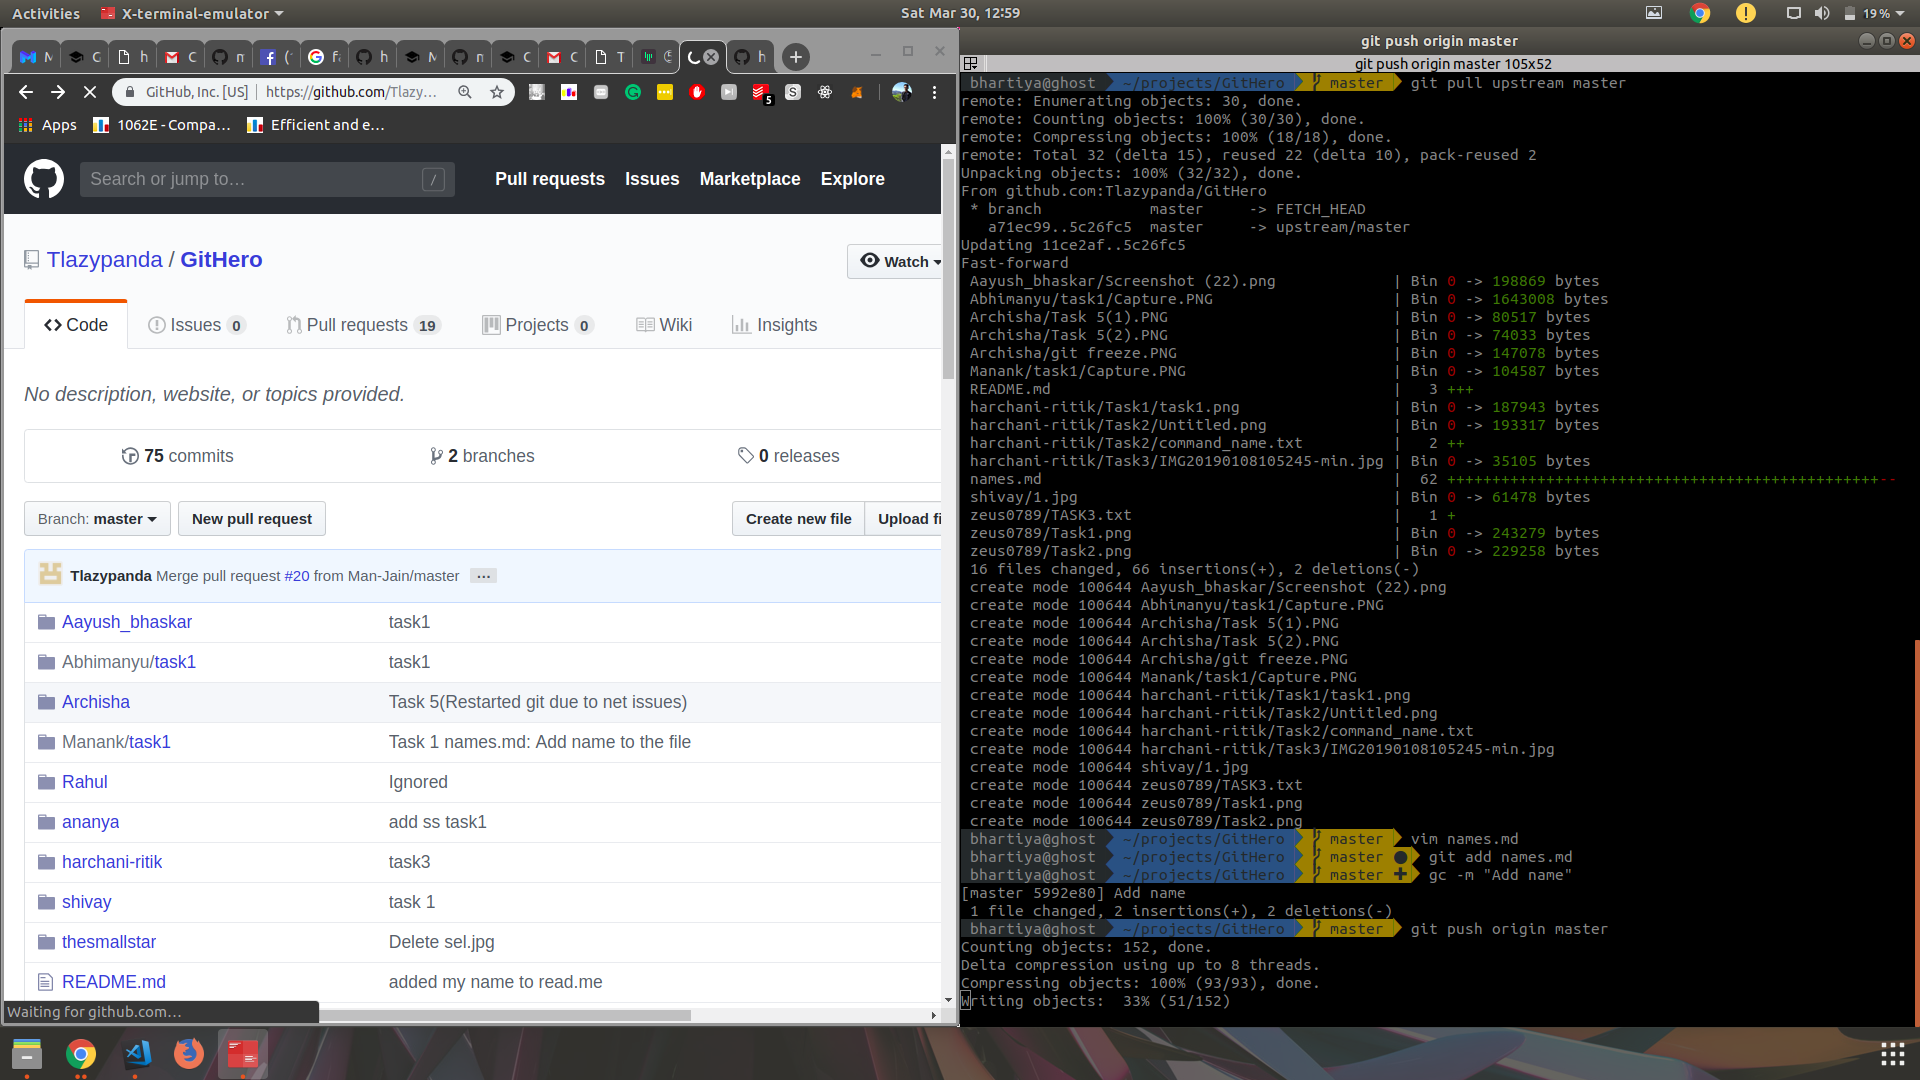 Activities
X-terminal-emulator
Sat Mar 30, 12:59
19 %
GitHub, Inc. [US]
https://github.com/Tlazy…
5
Apps
1062E - Compa…
Efficient and e…
Search or jump to…
/
Pull requests
Issues
Marketplace
Explore
Tlazypanda / GitHero
Watch
Code
Issues 0
Pull requests 19
Projects 0
Wiki
Insights
No description, website, or topics provided.
75 commits
2 branches
0 releases
Branch: master
New pull request
Create new file
Upload fi
Tlazypanda Merge pull request #20 from Man-Jain/master …
Aayush_bhaskar task1
Abhimanyu/task1 task1
Archisha Task 5(Restarted git due to net issues)
Manank/task1 Task 1 names.md: Add name to the file
Rahul Ignored
ananya add ss task1
harchani-ritik task3
shivay task 1
thesmallstar Delete sel.jpg
README.md added my name to read.me
Waiting for github.com…
git push origin master
git push origin master 105x52
bhartiya@ghost ~/projects/GitHero master git pull upstream master
remote: Enumerating objects: 30, done.
remote: Counting objects: 100% (30/30), done.
remote: Compressing objects: 100% (18/18), done.
remote: Total 32 (delta 15), reused 22 (delta 10), pack-reused 2
Unpacking objects: 100% (32/32), done.
From github.com:Tlazypanda/GitHero
* branch master -> FETCH_HEAD
a71ec99..5c26fc5 master -> upstream/master
Updating 11ce2af..5c26fc5
Fast-forward
Aayush_bhaskar/Screenshot (22).png | Bin 0 -> 198869 bytes
Abhimanyu/task1/Capture.PNG | Bin 0 -> 1643008 bytes
Archisha/Task 5(1).PNG | Bin 0 -> 80517 bytes
Archisha/Task 5(2).PNG | Bin 0 -> 74033 bytes
Archisha/git freeze.PNG | Bin 0 -> 147078 bytes
Manank/task1/Capture.PNG | Bin 0 -> 104587 bytes
README.md | 3 +++
harchani-ritik/Task1/task1.png | Bin 0 -> 187943 bytes
harchani-ritik/Task2/Untitled.png | Bin 0 -> 193317 bytes
harchani-ritik/Task2/command_name.txt | 2 ++
harchani-ritik/Task3/IMG20190108105245-min.jpg | Bin 0 -> 35105 bytes
names.md | 62 ++++++++++++++++++++++++++++++++++++++++++++++++--
shivay/1.jpg | Bin 0 -> 61478 bytes
zeus0789/TASK3.txt | 1 +
zeus0789/Task1.png | Bin 0 -> 243279 bytes
zeus0789/Task2.png | Bin 0 -> 229258 bytes
16 files changed, 66 insertions(+), 2 deletions(-)
create mode 100644 Aayush_bhaskar/Screenshot (22).png
create mode 100644 Abhimanyu/task1/Capture.PNG
create mode 100644 Archisha/Task 5(1).PNG
create mode 100644 Archisha/Task 5(2).PNG
create mode 100644 Archisha/git freeze.PNG
create mode 100644 Manank/task1/Capture.PNG
create mode 100644 harchani-ritik/Task1/task1.png
create mode 100644 harchani-ritik/Task2/Untitled.png
create mode 100644 harchani-ritik/Task2/command_name.txt
create mode 100644 harchani-ritik/Task3/IMG20190108105245-min.jpg
create mode 100644 shivay/1.jpg
create mode 100644 zeus0789/TASK3.txt
create mode 100644 zeus0789/Task1.png
create mode 100644 zeus0789/Task2.png
bhartiya@ghost ~/projects/GitHero master vim names.md
bhartiya@ghost ~/projects/GitHero master ● git add names.md
bhartiya@ghost ~/projects/GitHero master ✚ gc -m "Add name"
[master 5992e80] Add name
1 file changed, 2 insertions(+), 2 deletions(-)
bhartiya@ghost ~/projects/GitHero master git push origin master
Counting objects: 152, done.
Delta compression using up to 8 threads.
Compressing objects: 100% (93/93), done.
Writing objects: 33% (51/152)